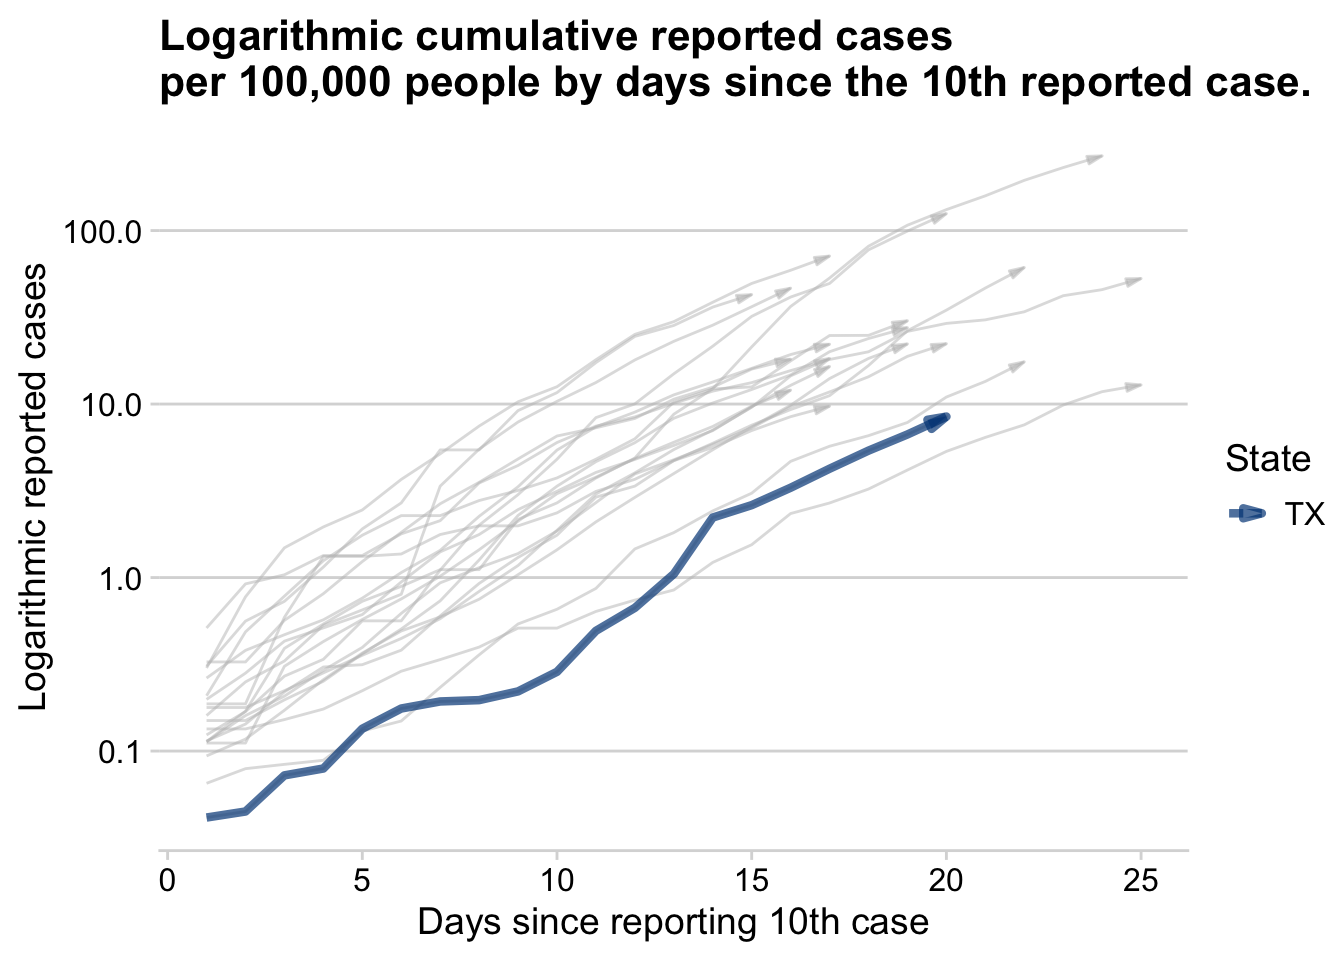 Logarithmic cumulative reported cases
per 100,000 people by days since the 10th reported case.
Logarithmic reported cases
100.0
10.0
1.0
0.1
0
5
10
15
20
25
Days since reporting 10th case
State
TX